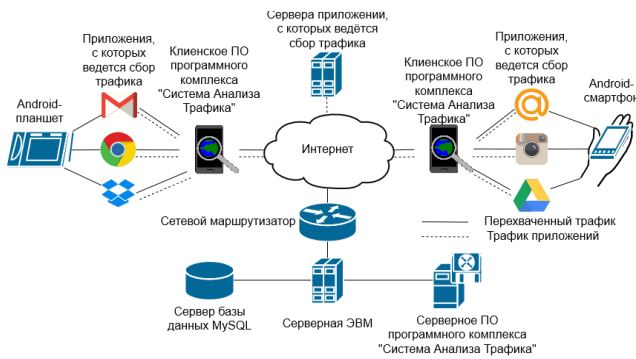 Сервера приложений,
с которых ведётся
сбор трафика
Приложения,
с которых
ведется сбор
трафика
Клиенское ПО
программного
комплекса
"Система Анализа
Трафика"
Клиенское ПО
программного
комплекса
"Система Анализа
Трафика"
Приложения,
с которых
ведется сбор
трафика
Android-
планшет
Android-
смартфон
Интернет
Сетевой маршрутизатор
Перехваченный трафик
Трафик приложений
Сервер базы
данных MySQL
Серверная ЭВМ
Серверное ПО
программного комплекса
"Система Анализа Трафика"